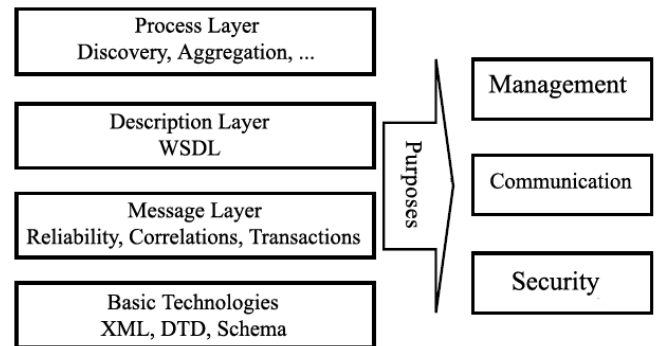 Process Layer
Discovery, Aggregation, ...
Description Layer
WSDL
Message Layer
Reliability, Correlations, Transactions
Basic Technologies
XML, DTD, Schema
Purposes
Management
Communication
Security